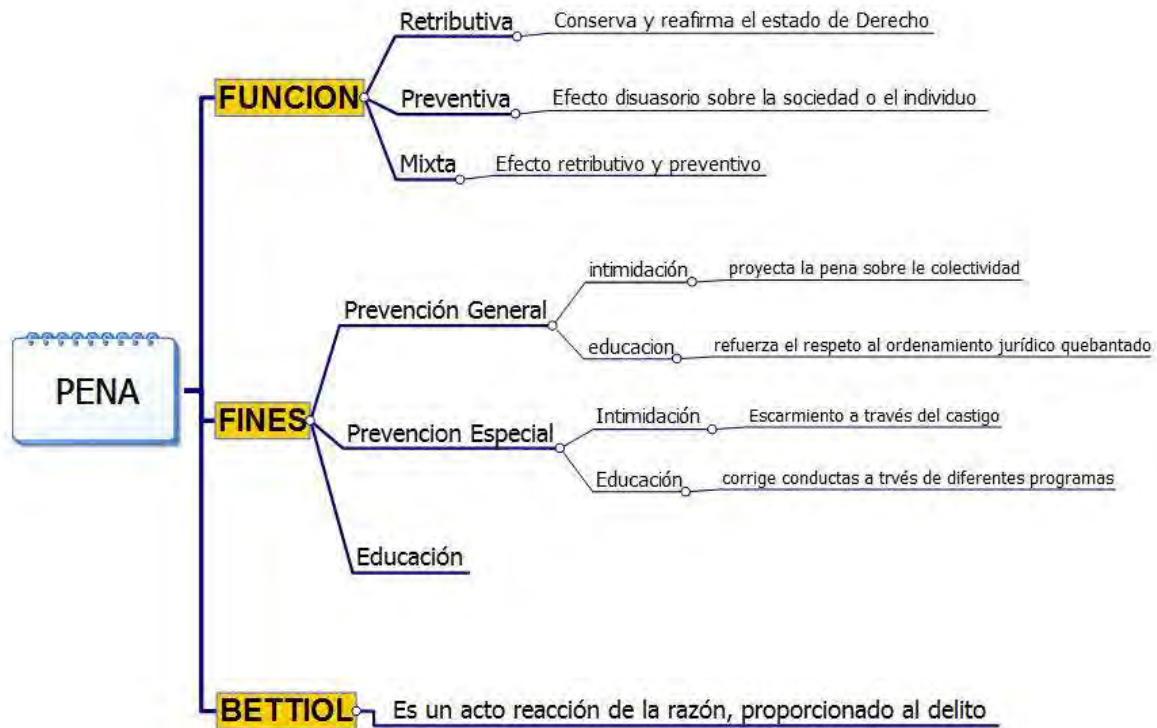 PENA
FUNCION
Retributiva
Conserva y reafirma el estado de Derecho
Preventiva
Efecto disuasorio sobre la sociedad o el individuo
Mixta
Efecto retributivo y preventivo
FINES
Prevención General
intimidación
proyecta la pena sobre le colectividad
educacion
refuerza el respeto al ordenamiento jurídico quebantado
Prevencion Especial
Intimidación
Escarmiento a través del castigo
Educación
corrige conductas a trvés de diferentes programas
Educación
BETTIOL
Es un acto reacción de la razón, proporcionado al delito